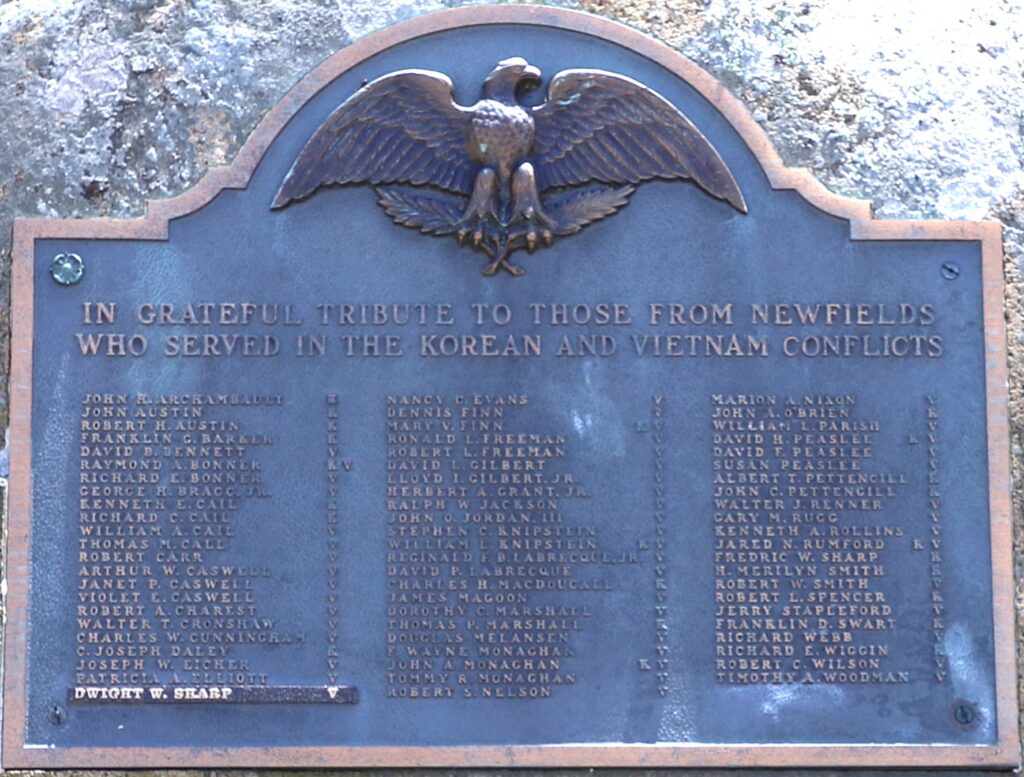 IN GRATEFUL TRIBUTE TO THOSE FROM NEWFIELDS
WHO SERVED IN THE KOREAN AND VIETNAM CONFLICTS
JOHN H. ARCHAMBAULT K
JOHN AUSTIN K
ROBERT H. AUSTIN K
FRANKLIN G. BARKER K
DAVID B. BENNETT V
RAYMOND A. BONNER K V
RICHARD E. BONNER V
GEORGE H. BRAGG, JR.
KENNETH E. CAIL K
RICHARD C. CAIL K
WILLIAM A. CAIL V
THOMAS M. CALL V
ROBERT CARR V
ARTHUR W. CASWELL V
JANET P. CASWELL V
VIOLET E. CASWELL V
ROBERT A. CHAREST V
WALTER T. CRONSHAW V
CHARLES W. CUNNINGHAM V
C. JOSEPH DALEY K
JOSEPH W. EICHER V
PATRICIA A. ELLIOTT V
DWIGHT W. SHARP V
NANCY C. EVANS V
DENNIS FINN V
MARY V. FINN V
RONALD L. FREEMAN V
ROBERT L. FREEMAN V
DAVID L. GILBERT V
LLOYD I. GILBERT, JR. V
HERBERT A. GRANT, JR. V
RALPH W. JACKSON V
JOHN O. JORDAN, III V
STEPHEN C. KNIPSTEIN V
WILLIAM L. KNIPSTEIN K V
REGINALD F.B. LABRECQUE, JR. V
DAVID P. LABRECQUE V
CHARLES H. MACDOUGALL K
JAMES MAGOON V
DOROTHY C. MARSHALL V
THOMAS P. MARSHALL K
DOUGLAS MELANSEN V
F. WAYNE MONAGHAN V
JOHN A. MONAGHAN K V
TOMMY R. MONAGHAN V
ROBERT S. NELSON V
MARION A. NIXON V
JOHN A. O'BRIEN K
WILLIAM L. PARISH V
DAVID H. PEASLEE K V
DAVID F. PEASLEE V
SUSAN PEASLEE V
ALBERT T. PETTENGILL K
JOHN C. PETTENGILL K
WALTER J. RENNER V
GARY M. RUGG V
KENNETH A. ROLLINS V
JARED N. RUMFORD K V
FREDRIC W. SHARP K
H. MERILYN SMITH K
ROBERT W. SMITH K
ROBERT L. SPENCER K
JERRY STAPLEFORD V
FRANKLIN D. SWART K
RICHARD WEBB V
RICHARD E. WIGGIN K
ROBERT C. WILSON V
TIMOTHY A. WOODMAN V